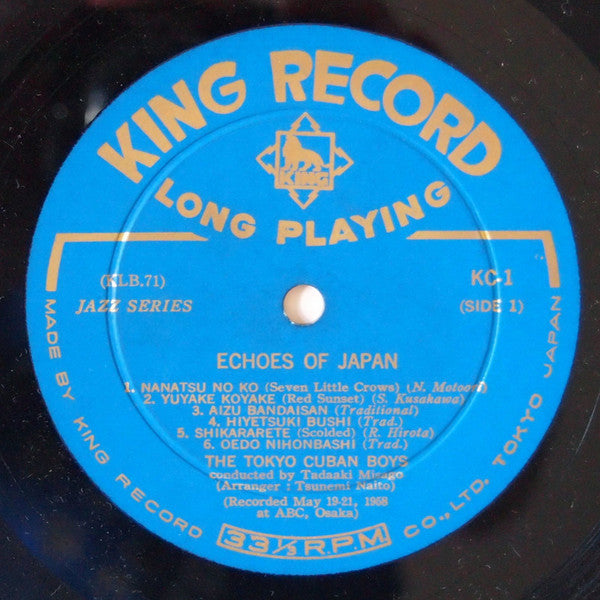 KING RECORD
KING
LONG PLAYING
(KLB.71)
KC-1
JAZZ SERIES
(SIDE 1)
ECHOES OF JAPAN
1. NANATSU NO KO (Seven Little Crows) (N. Motoori)
2. YUYAKE KOYAKE (Red Sunset) (S. Kusakawa)
3. AIZU BANDAISAN (Traditional)
4. HIYETSUKI BUSHI (Trad.)
5. SHIKARARETE (Scolded) (R. Hirota)
6. OEDO NIHONBASHI (Trad.)
THE TOKYO CUBAN BOYS
conducted by Tadaaki Misago
(Arranger : Tsunemi Naito)
(Recorded May 19-21, 1958
at ABC, Osaka)
33⅓ R.P.M.
MADE BY KING RECORD CO., LTD. TOKYO JAPAN